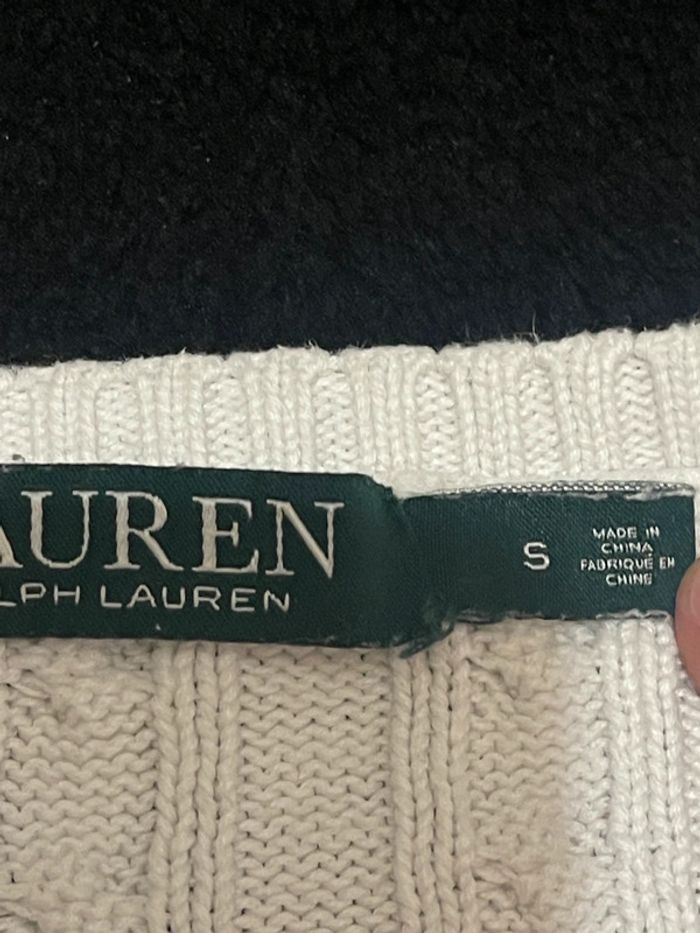 AUREN
LPH LAUREN
S
MADE IN
CHINA
FABRIQUÉ EN
CHINE